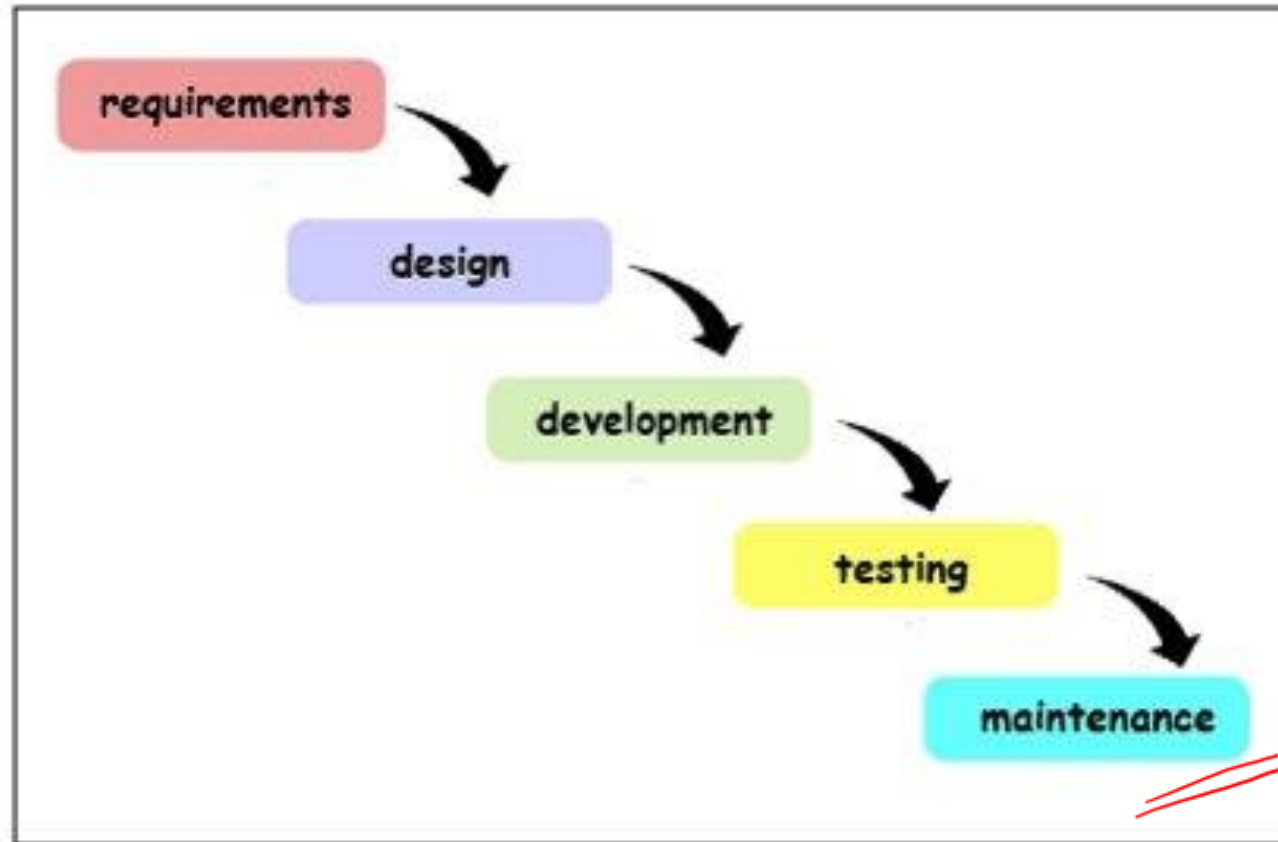 requirements
design
development
testing
maintenance